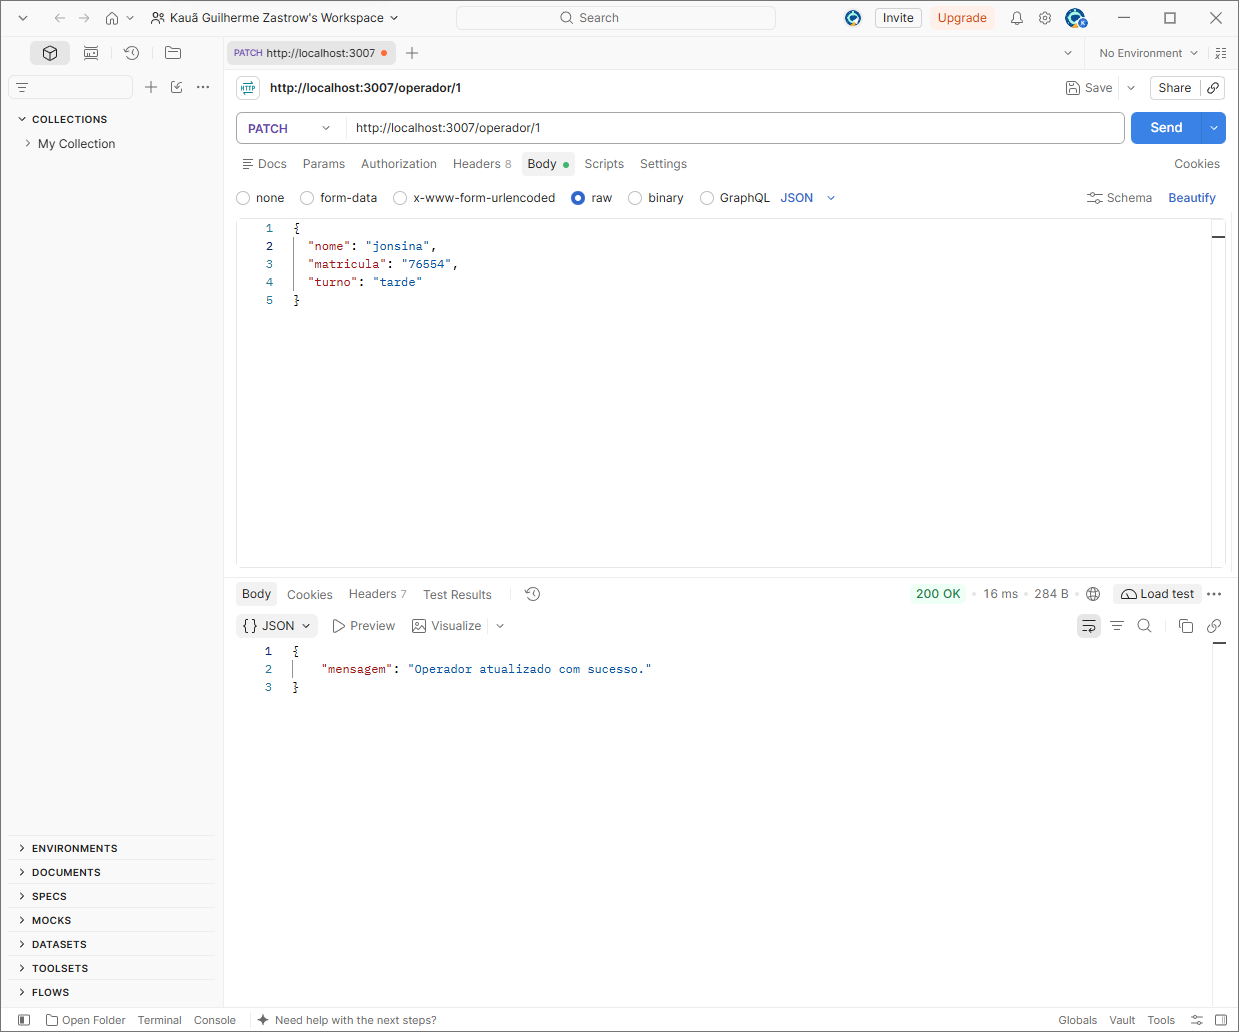 Kauã Guilherme Zastrow's Workspace
Search
Invite
Upgrade
PATCH http://localhost:3007
No Environment
HTTP
http://localhost:3007/operador/1
Save
Share
COLLECTIONS
My Collection
PATCH
http://localhost:3007/operador/1
Send
Docs
Params
Authorization
Headers 8
Body
Scripts
Settings
Cookies
none
form-data
x-www-form-urlencoded
raw
binary
GraphQL
JSON
Schema
Beautify
1 {
2 "nome": "jonsina",
3 "matricula": "76554",
4 "turno": "tarde"
5 }
Body
Cookies
Headers 7
Test Results
200 OK
16 ms
284 B
Load test
{} JSON
Preview
Visualize
1 {
2 "mensagem": "Operador atualizado com sucesso."
3 }
ENVIRONMENTS
DOCUMENTS
SPECS
MOCKS
DATASETS
TOOLSETS
FLOWS
Open Folder
Terminal
Console
Need help with the next steps?
Globals
Vault
Tools